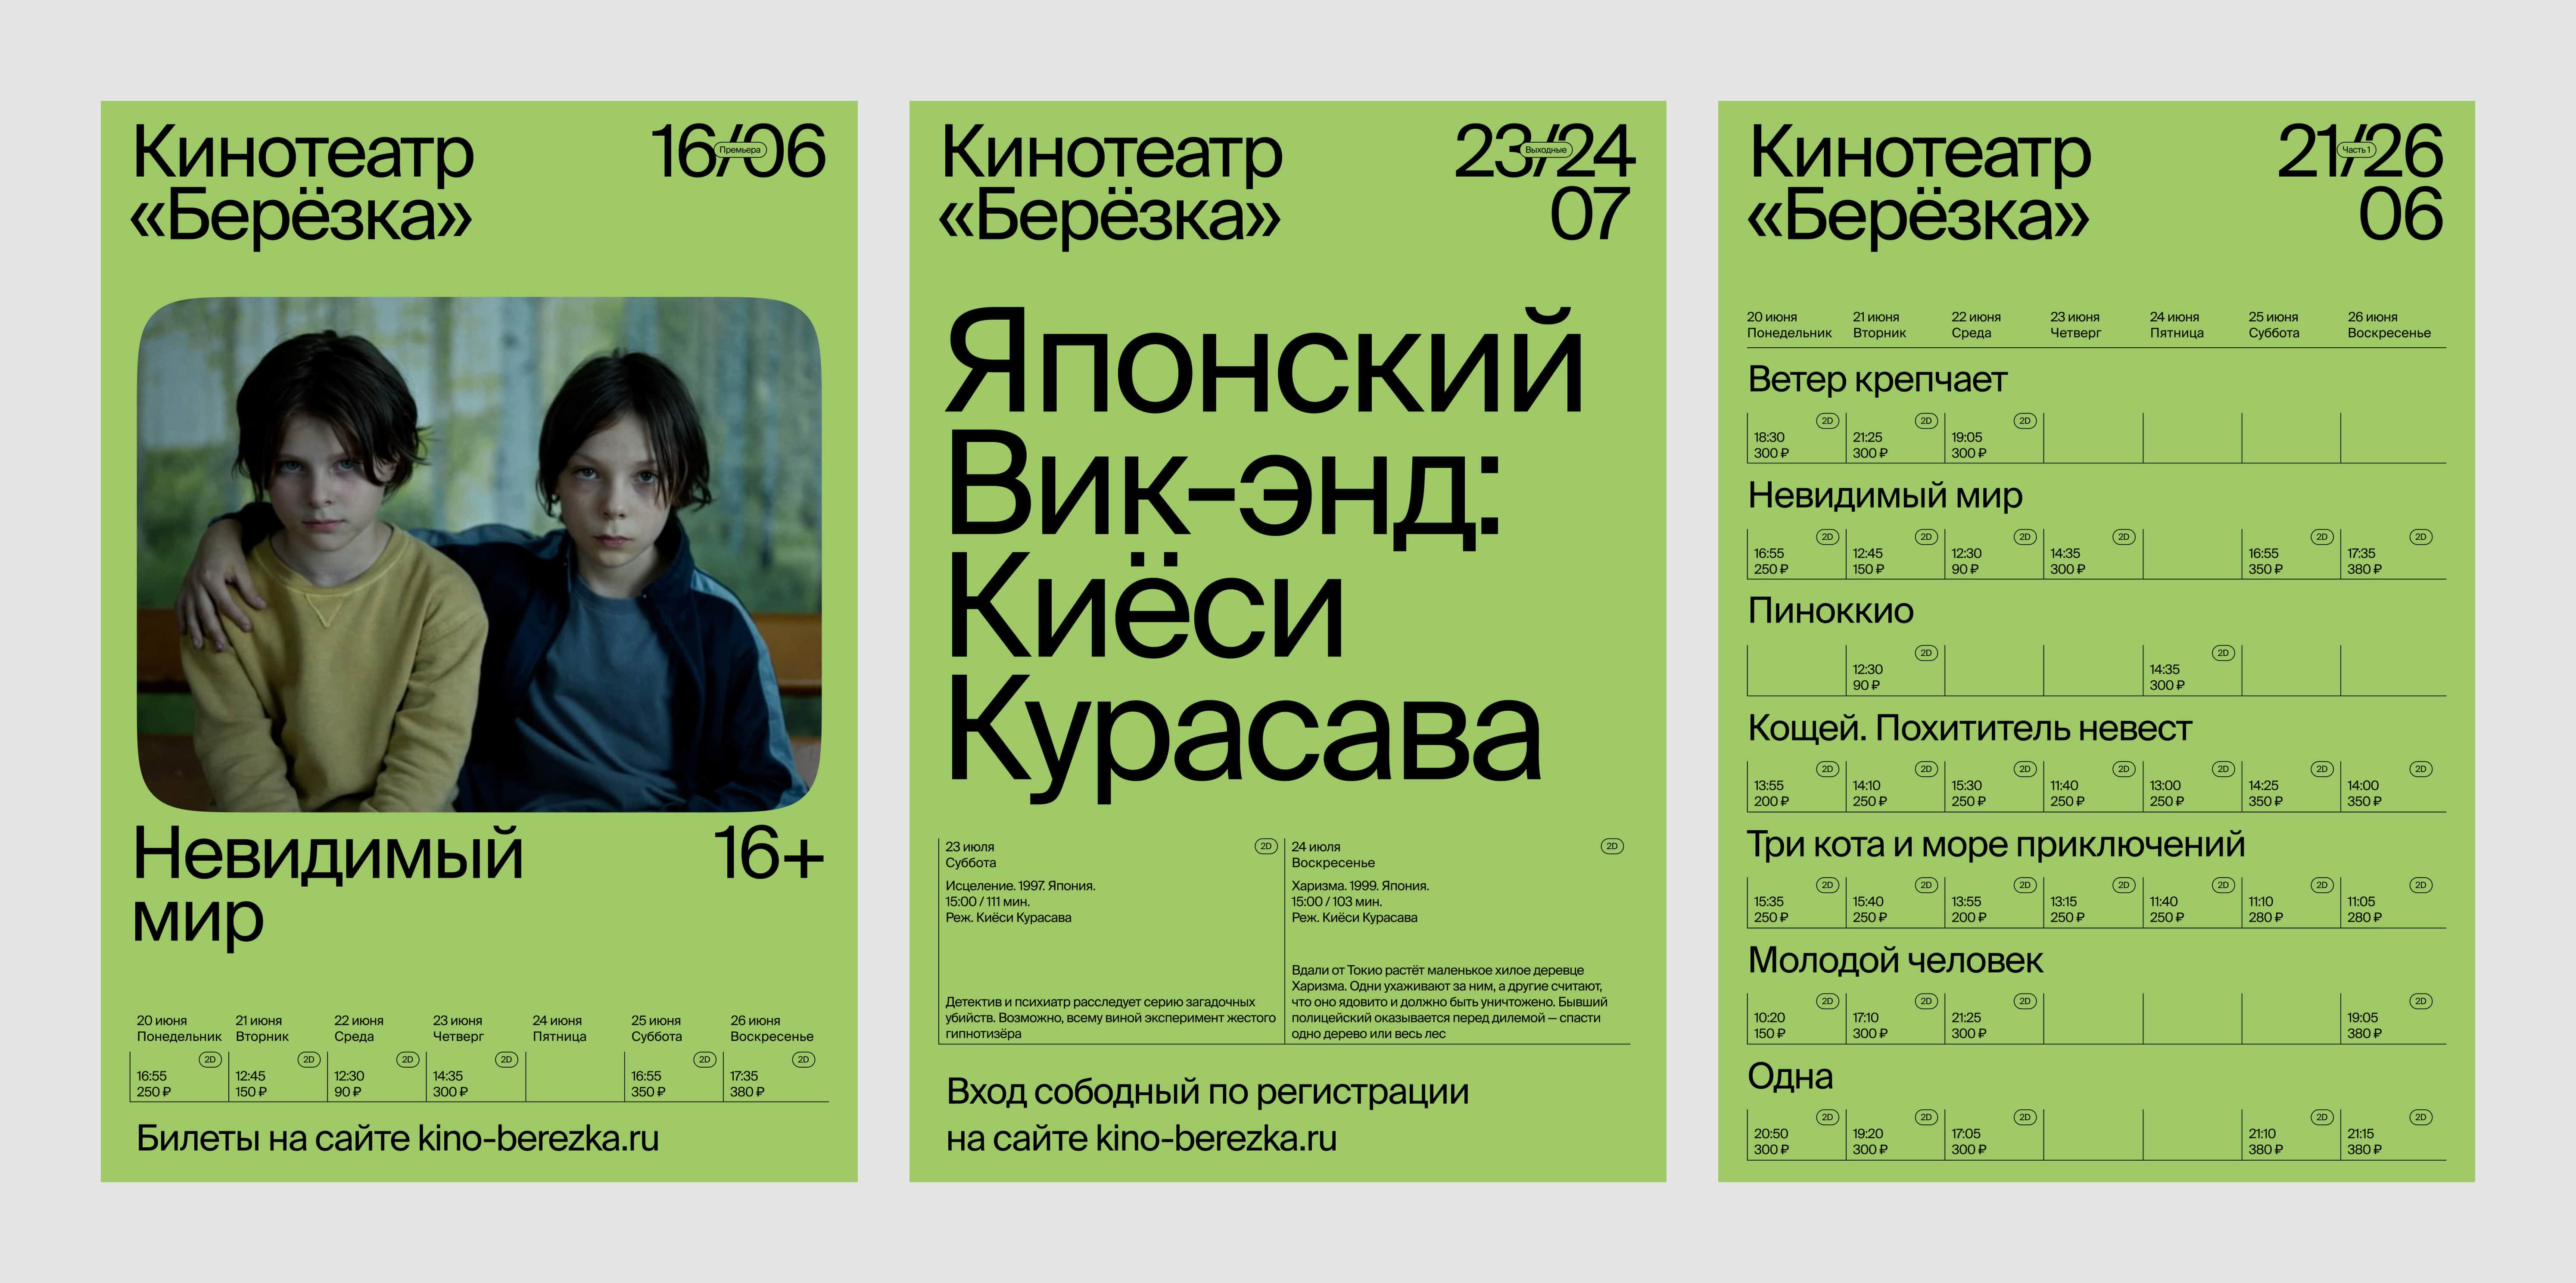 Кинотеатр
«Берёзка»
16/06
Премьера
Невидимый
мир
16+
20 июня 21 июня 22 июня 23 июня 24 июня 25 июня 26 июня
Понедельник Вторник Среда Четверг Пятница Суббота Воскресенье
2D 2D 2D 2D 2D 2D
16:55 12:45 12:30 14:35 16:55 17:35
250 ₽ 150 ₽ 90 ₽ 300 ₽ 350 ₽ 380 ₽
Билеты на сайте kino-berezka.ru
Кинотеатр
«Берёзка»
23/24
Выходные
07
Японский
Вик-энд:
Киёси
Курасава
23 июля 2D
Суббота
Исцеление. 1997. Япония.
15:00 / 111 мин.
Реж. Киёси Курасава
Детектив и психиатр расследует серию загадочных
убийств. Возможно, всему виной эксперимент жестого
гипнотизёра
24 июля 2D
Воскресенье
Харизма. 1999. Япония.
15:00 / 103 мин.
Реж. Киёси Курасава
Вдали от Токио растёт маленькое хилое деревце
Харизма. Одни ухаживают за ним, а другие считают,
что оно ядовито и должно быть уничтожено. Бывший
полицейский оказывается перед дилемой — спасти
одно дерево или весь лес
Вход сободный по регистрации
на сайте kino-berezka.ru
Кинотеатр
«Берёзка»
21/26
Часть 1
06
20 июня 21 июня 22 июня 23 июня 24 июня 25 июня 26 июня
Понедельник Вторник Среда Четверг Пятница Суббота Воскресенье
Ветер крепчает
2D 2D 2D
18:30 21:25 19:05
300 ₽ 300 ₽ 300 ₽
Невидимый мир
2D 2D 2D 2D 2D 2D
16:55 12:45 12:30 14:35 16:55 17:35
250 ₽ 150 ₽ 90 ₽ 300 ₽ 350 ₽ 380 ₽
Пиноккио
2D 2D
12:30 14:35
90 ₽ 300 ₽
Кощей. Похититель невест
2D 2D 2D 2D 2D 2D 2D
13:55 14:10 15:30 11:40 13:00 14:25 14:00
200 ₽ 250 ₽ 250 ₽ 250 ₽ 250 ₽ 350 ₽ 350 ₽
Три кота и море приключений
2D 2D 2D 2D 2D 2D 2D
15:35 15:40 13:55 13:15 11:40 11:10 11:05
250 ₽ 250 ₽ 200 ₽ 250 ₽ 250 ₽ 280 ₽ 280 ₽
Молодой человек
2D 2D 2D 2D
10:20 17:10 21:25 19:05
150 ₽ 300 ₽ 300 ₽ 380 ₽
Одна
2D 2D 2D 2D 2D
20:50 19:20 17:05 21:10 21:15
300 ₽ 300 ₽ 300 ₽ 380 ₽ 380 ₽